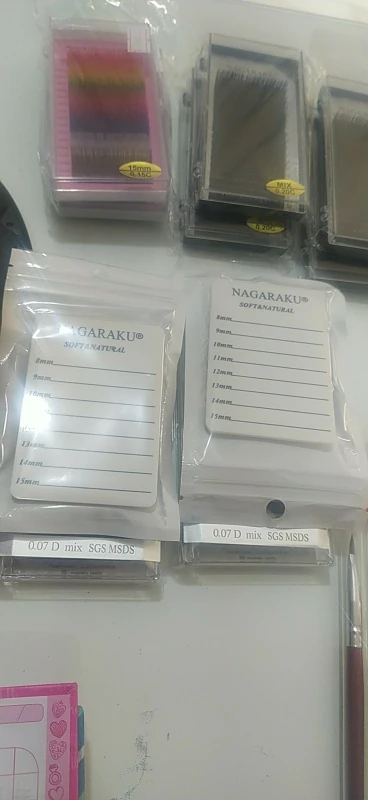 15mm
0.15C
MIX
0.20C
0.20C
NAGARAKU®
SOFT&NATURAL
8mm
9mm
10mm
13mm
14mm
15mm
NAGARAKU®
SOFT&NATURAL
8mm
9mm
10mm
11mm
12mm
13mm
14mm
15mm
0.07 D mix SGS MSDS
0.07 D mix SGS MSDS